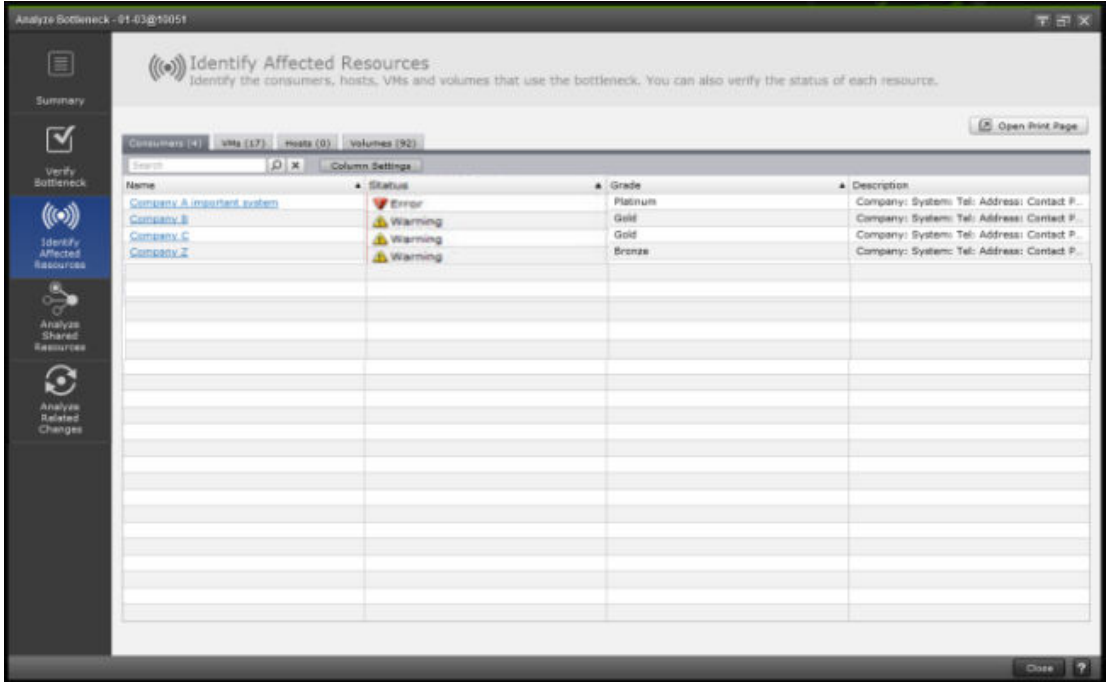 Analyze Bottleneck - 01-03@10051
Summary
Verify
Bottleneck
Identify
Affected
Resources
Analyze
Shared
Resources
Analyze
Related
Changes
Identify Affected Resources
Identify the consumers, hosts, VMs and volumes that use the bottleneck. You can also verify the status of each resource.
Open Print Page
Consumers (4) VMs (17) Hosts (0) Volumes (92)
Search Column Settings
Name Status Grade Description
Company A important system Error Platinum Company: System: Tel: Address: Contact P...
Company B Warning Gold Company: System: Tel: Address: Contact P...
Company C Warning Gold Company: System: Tel: Address: Contact P...
Company Z Warning Bronze Company: System: Tel: Address: Contact P...
Close ?